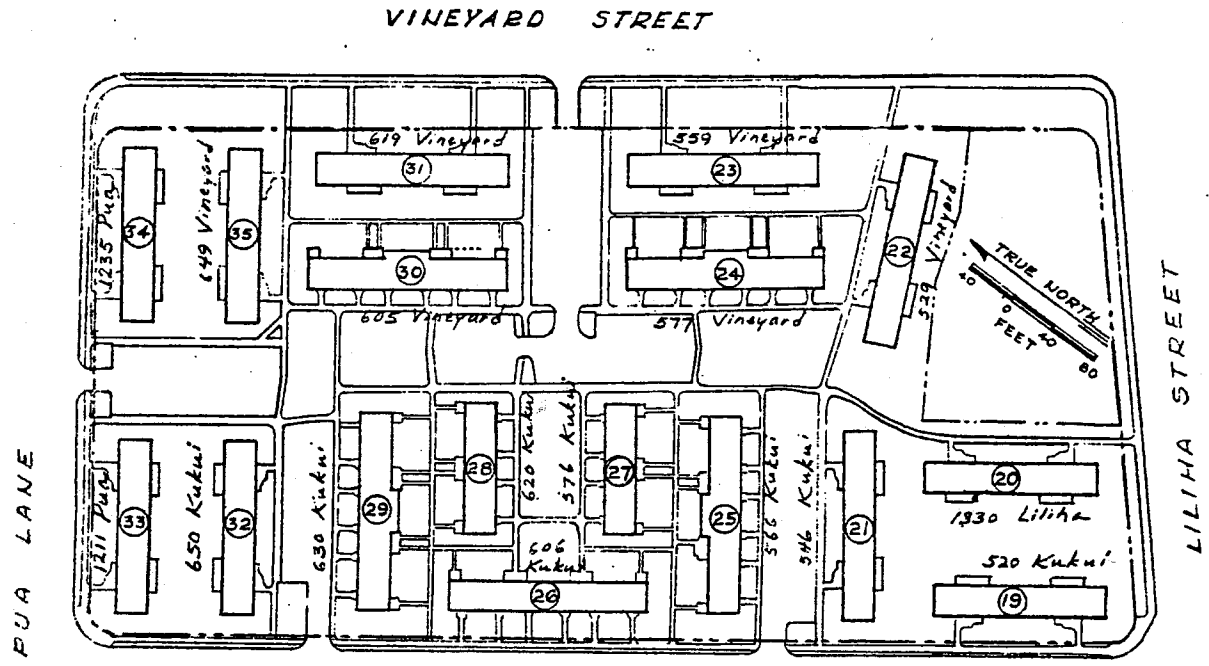 VINEYARD STREET
619 Vineyard
559 Vineyard
31
23
1235 Pua
34
649 Vineyard
35
30
24
22
529 Vineyard
605 Vineyard
577 Vineyard
TRUE NORTH
40 0 40 80
FEET
LILIHA STREET
PUA LANE
1211 Pua
33
650 Kukui
32
630 Kukui
29
28
620 Kukui
576 Kukui
27
25
566 Kukui
546 Kukui
21
20
1330 Liliha
606
Kukui
26
520 Kukui
19